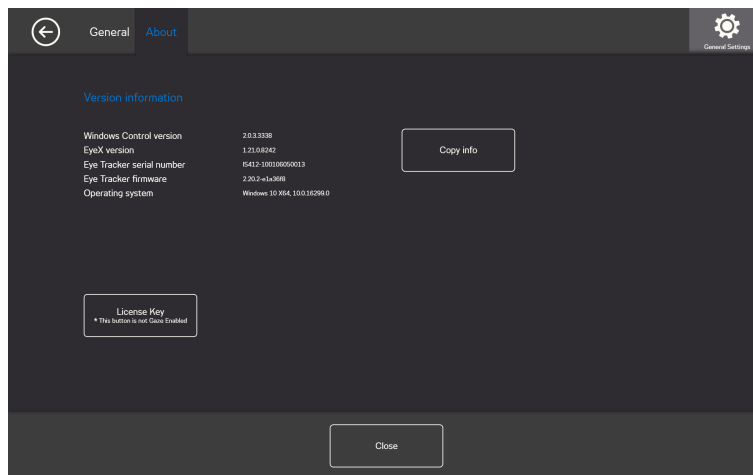 General About
General Settings
Version information
Windows Control version 2.0.3.3338
EyeX version 1.21.0.8242
Eye Tracker serial number IS412-100106050013
Eye Tracker firmware 2.20.2-e1a36f8
Operating system Windows 10 X64, 10.0.16299.0
Copy info
License Key
* This button is not Gaze Enabled
Close